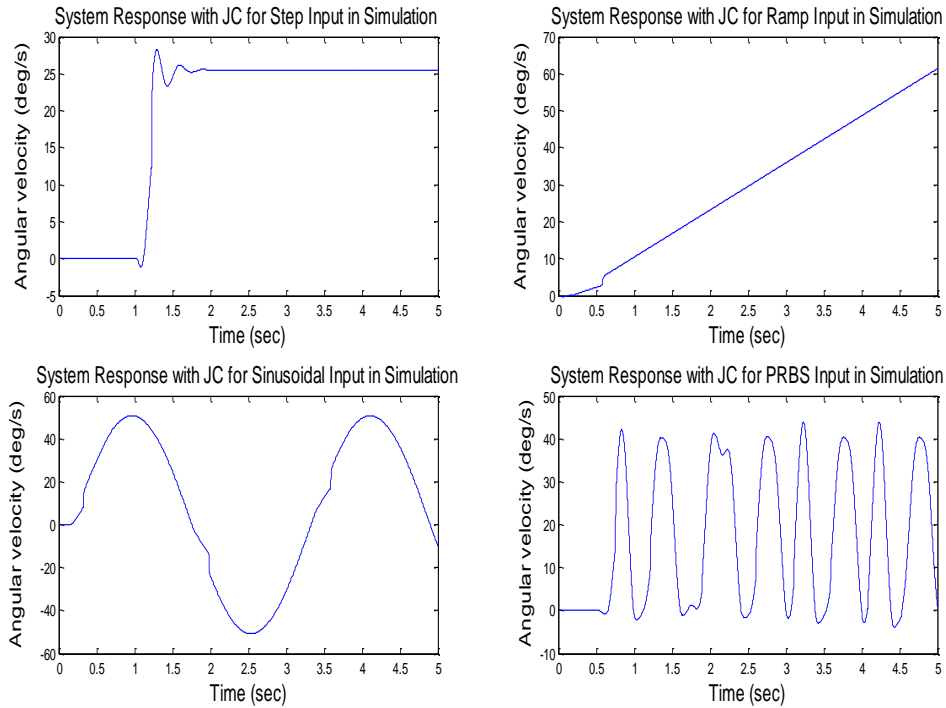 System Response with JC for Step Input in Simulation
Angular velocity (deg/s)
30
25
20
15
10
5
0
-5
0 0.5 1 1.5 2 2.5 3 3.5 4 4.5 5
Time (sec)
System Response with JC for Ramp Input in Simulation
Angular velocity (deg/s)
70
60
50
40
30
20
10
0
0 0.5 1 1.5 2 2.5 3 3.5 4 4.5 5
Time (sec)
System Response with JC for Sinusoidal Input in Simulation
Angular velocity (deg/s)
60
40
20
0
-20
-40
-60
0 0.5 1 1.5 2 2.5 3 3.5 4 4.5 5
Time (sec)
System Response with JC for PRBS Input in Simulation
Angular velocity (deg/s)
50
40
30
20
10
0
-10
0 0.5 1 1.5 2 2.5 3 3.5 4 4.5 5
Time (sec)